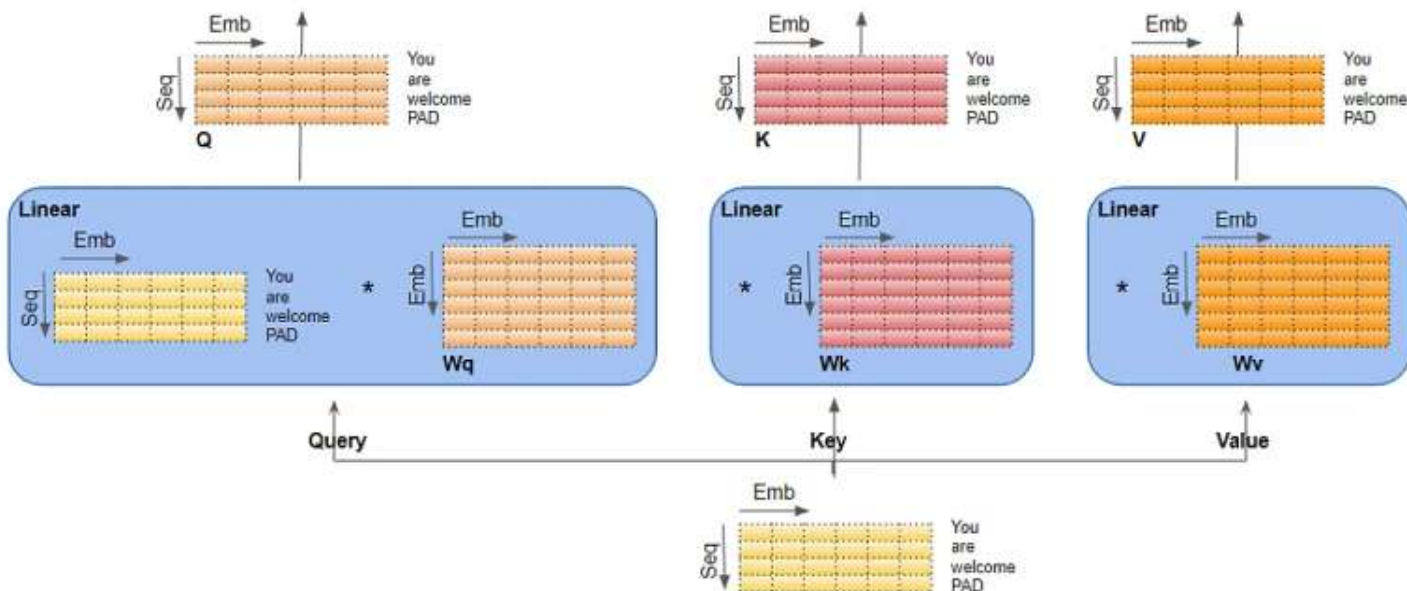 Emb
Seq
You
are
welcome
PAD
Q
Emb
Seq
You
are
welcome
PAD
K
Emb
Seq
You
are
welcome
PAD
V
Linear
Emb
Seq
You
are
welcome
PAD
*
Emb
Emb
Wq
Linear
*
Emb
Emb
Wk
Linear
*
Emb
Emb
Wv
Query
Key
Value
Emb
Seq
You
are
welcome
PAD